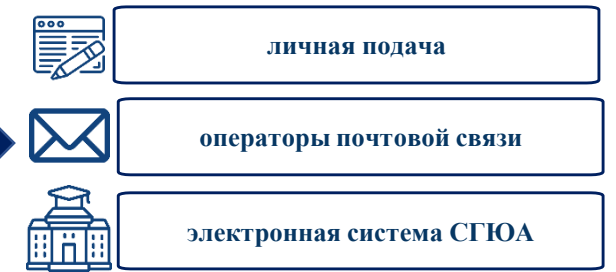 личная подача
операторы почтовой связи
электронная система СГЮА